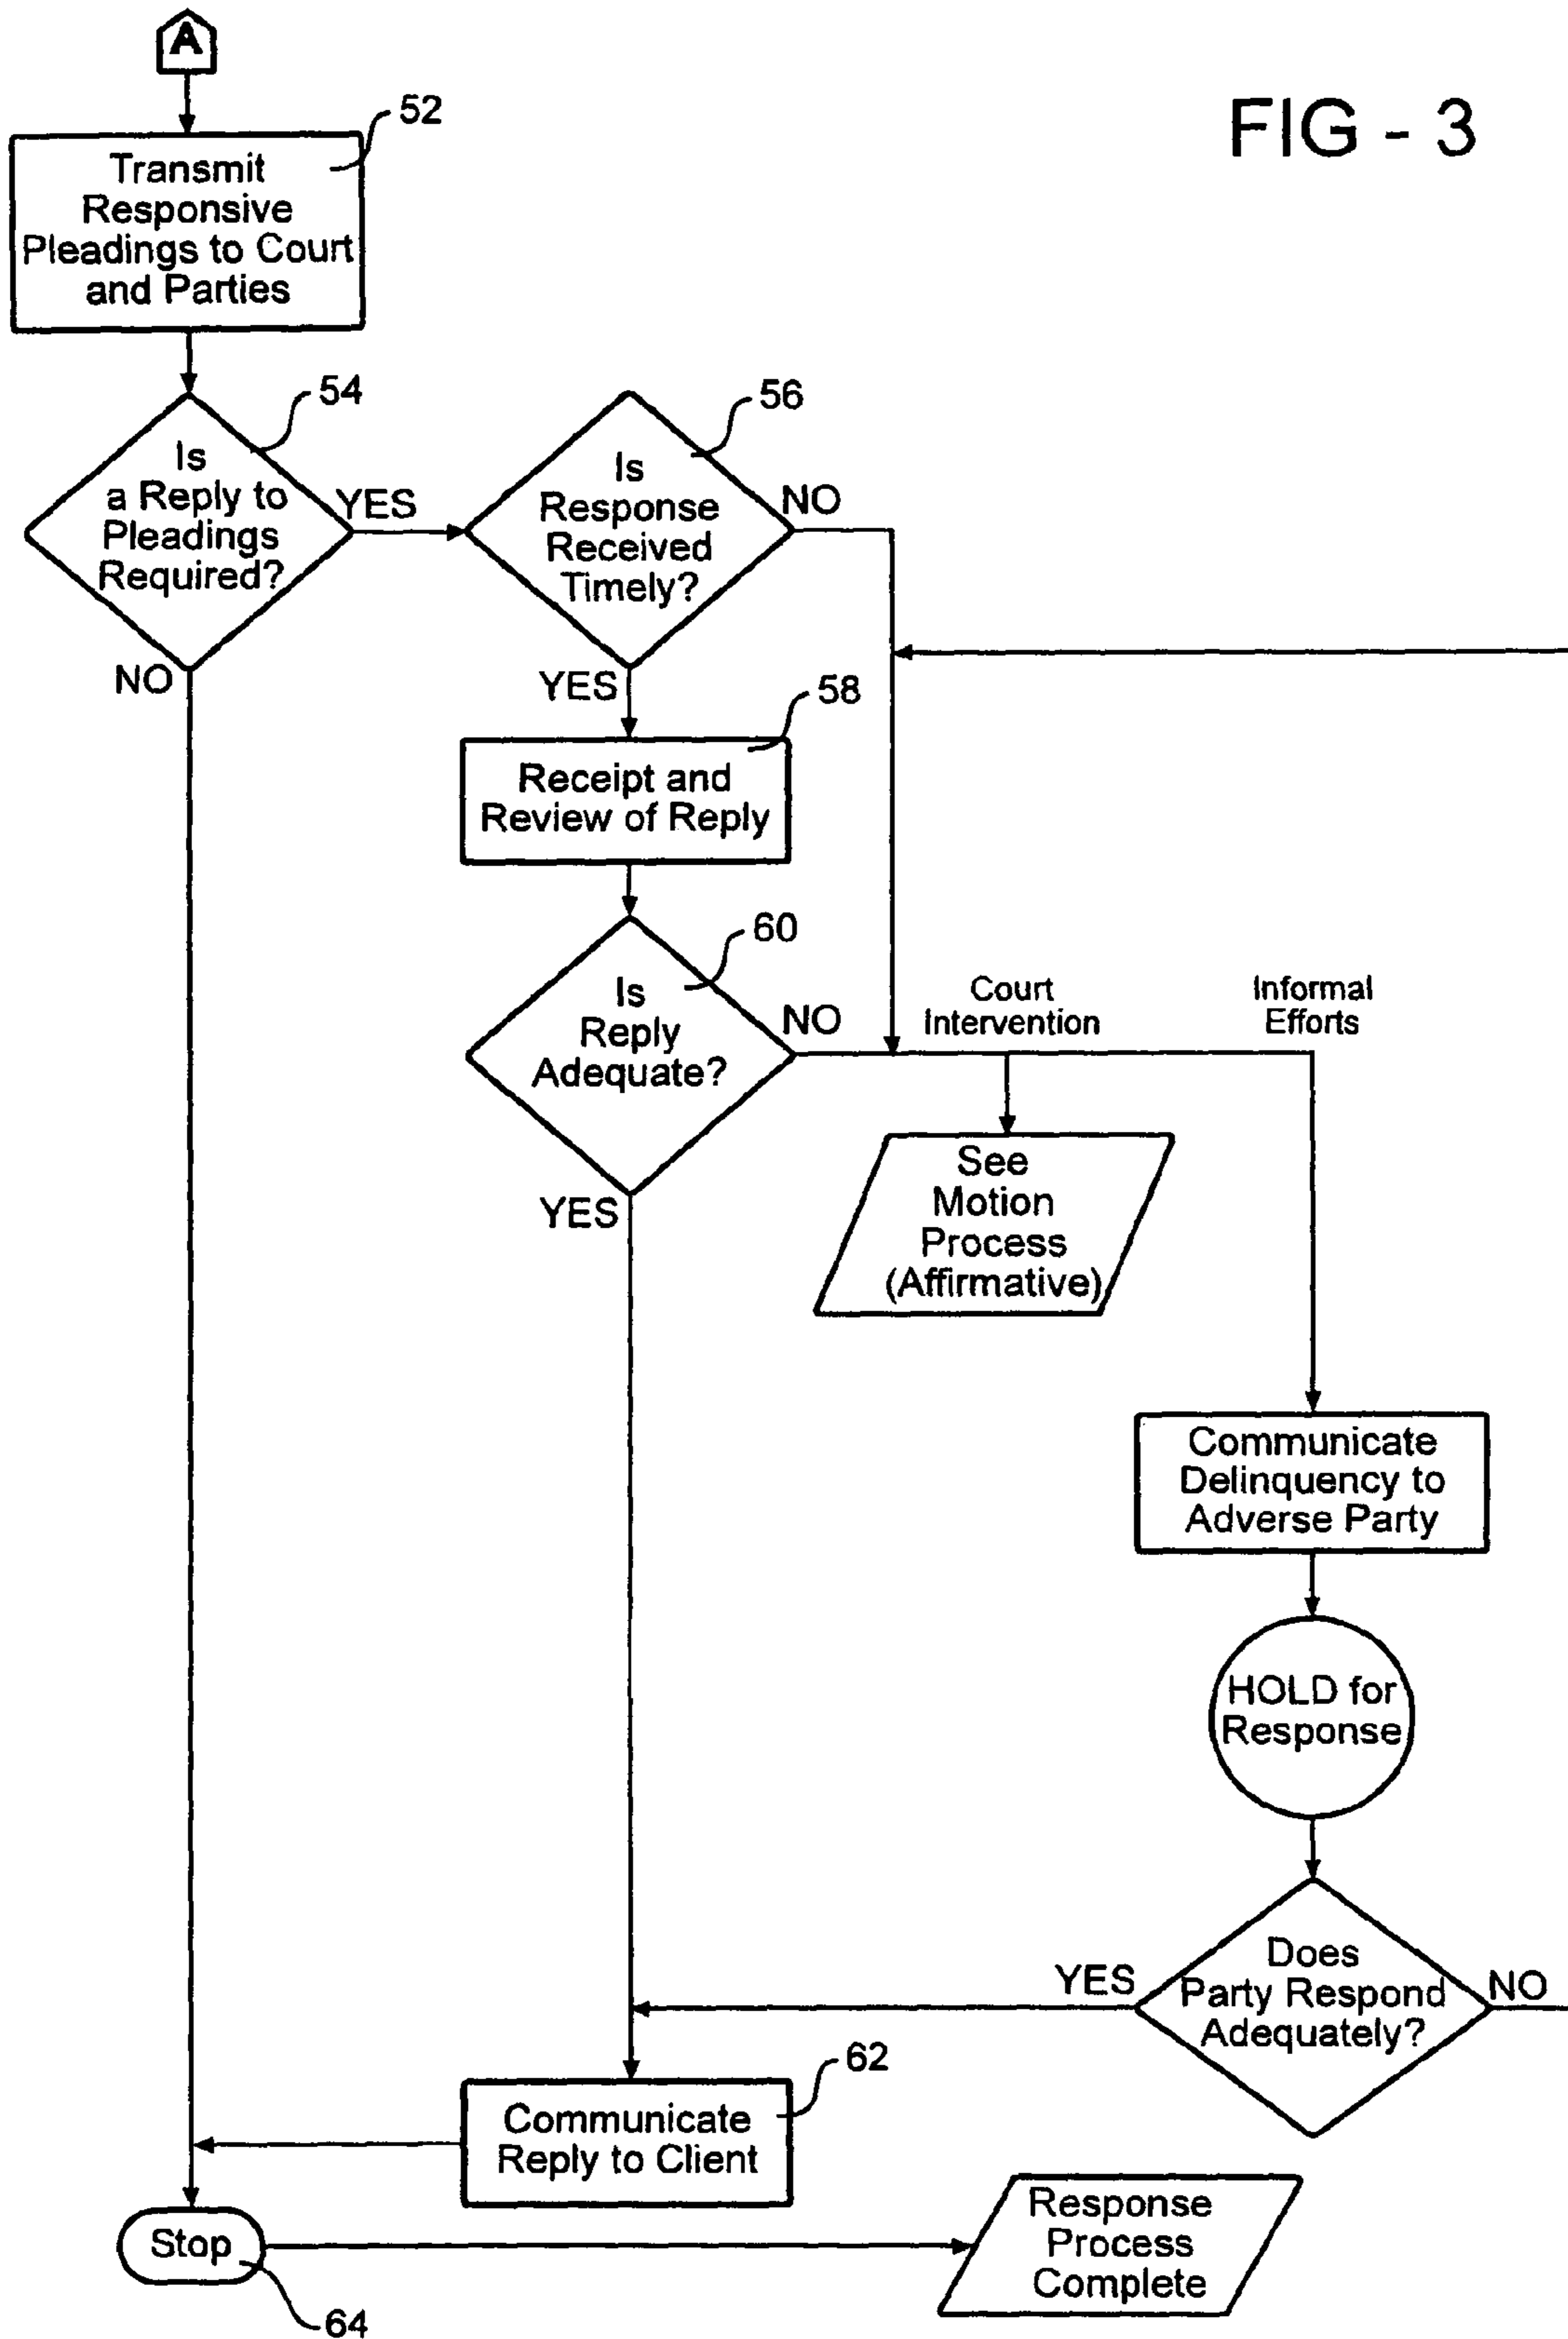 A
FIG - 3
52
Transmit
Responsive
Pleadings to Court
and Parties
54
Is
a Reply to
Pleadings
Required?
YES
NO
56
Is
Response
Received
Timely?
NO
YES
58
Receipt and
Review of Reply
60
Is
Reply
Adequate?
NO
YES
Court
Intervention
Informal
Efforts
See
Motion
Process
(Affirmative)
Communicate
Delinquency to
Adverse Party
HOLD for
Response
Does
Party Respond
Adequately?
YES
NO
62
Communicate
Reply to Client
Stop
64
Response
Process
Complete